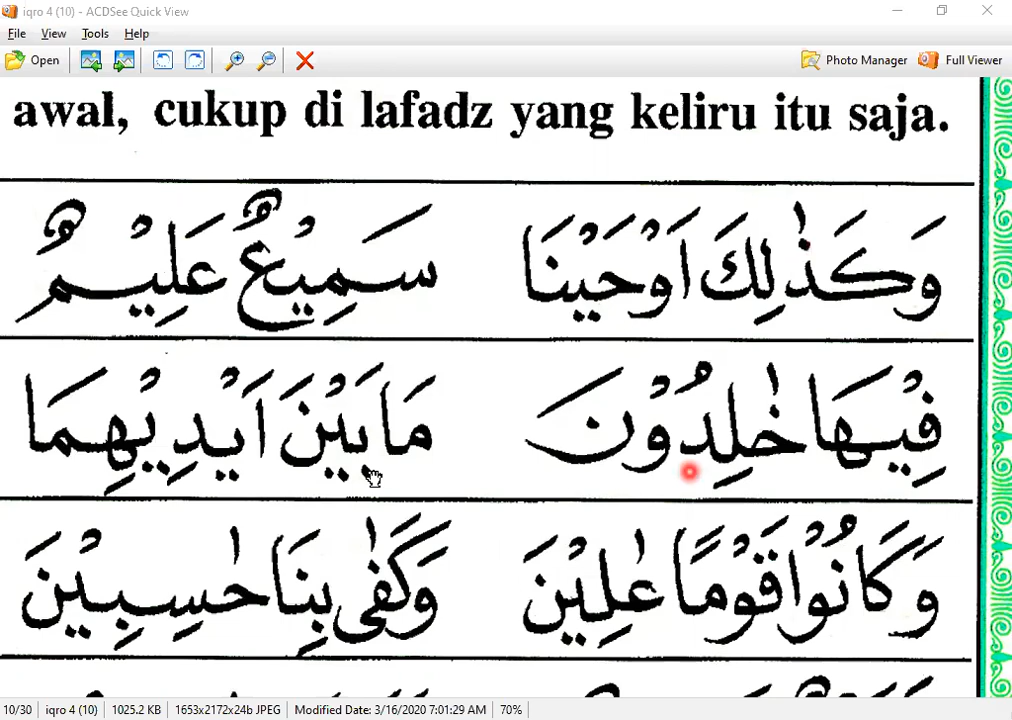 iqro 4 (10) - ACDSee Quick View
File View Tools Help
Open Photo Manager Full Viewer
awal, cukup di lafadz yang keliru itu saja.
وَكَذٰلِكَ اَوْحَيْنَا سَمِيْعٌ عَلِيْمٌ
فِيْهَا خٰلِدُوْنَ مَا بَيْنَ اَيْدِيْهِمَا
وَكَانُوْا قَوْمًا عٰلِيْنَ وَكَفٰى بِنَا حٰسِبِيْنَ
10/30 iqro 4 (10) 1025.2 KB 1653x2172x24b JPEG Modified Date: 3/16/2020 7:01:29 AM 70%